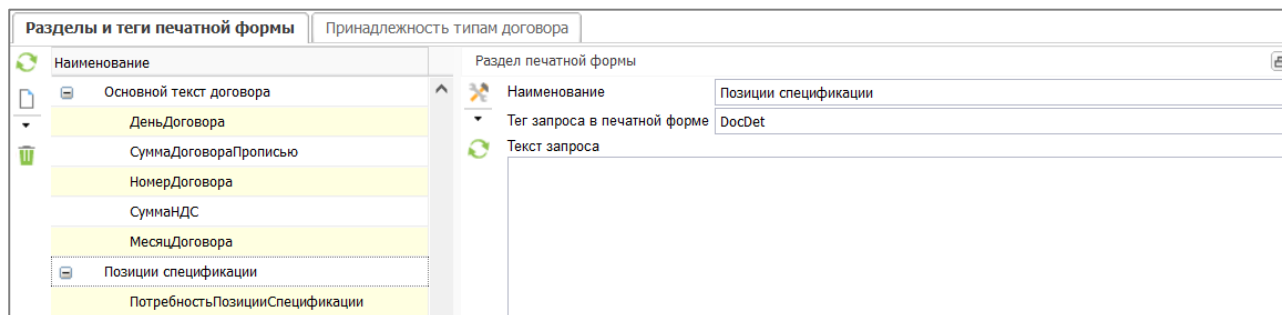 Разделы и теги печатной формы
Принадлежность типам договора
Наименование
Основной текст договора
ДеньДоговора
СуммаДоговораПрописью
НомерДоговора
СуммаНДС
МесяцДоговора
Позиции спецификации
ПотребностьПозицииСпецификации
Раздел печатной формы
Наименование
Позиции спецификации
Тег запроса в печатной форме
DocDet
Текст запроса